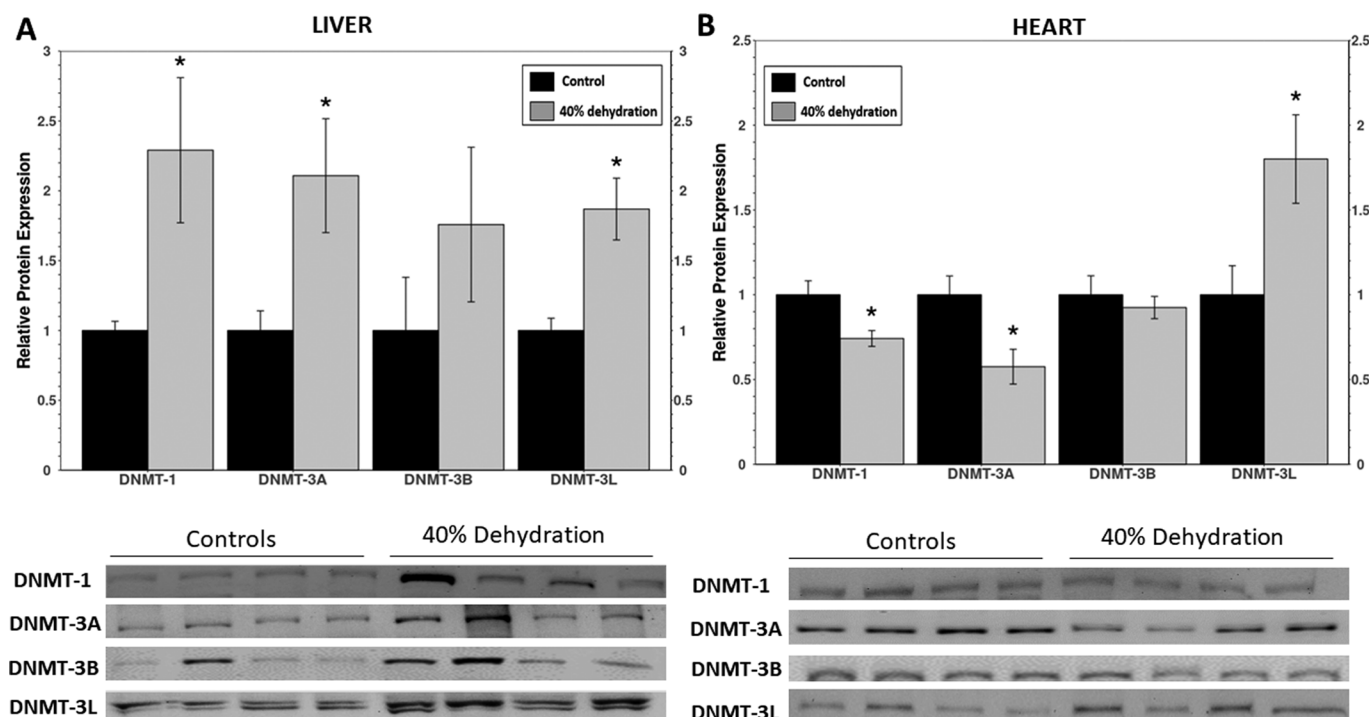 A
LIVER
Relative Protein Expression
3
2.5
2
1.5
1
0.5
0
3
2.5
2
1.5
1
0.5
0
*
*
*
Control
40% dehydration
DNMT-1 DNMT-3A DNMT-3B DNMT-3L
Controls 40% Dehydration
DNMT-1
DNMT-3A
DNMT-3B
DNMT-3L
B
HEART
Relative Protein Expression
2.5
2
1.5
1
0.5
0
2.5
2
1.5
1
0.5
0
Control
40% dehydration
*
*
*
DNMT-1 DNMT-3A DNMT-3B DNMT-3L
Controls 40% Dehydration
DNMT-1
DNMT-3A
DNMT-3B
DNMT-3L